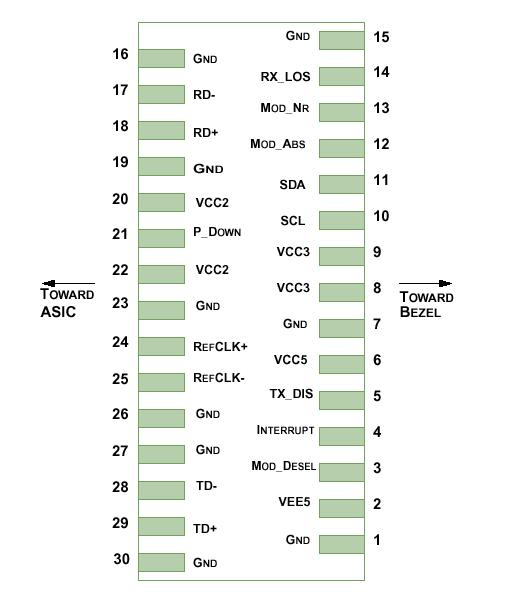 GND 15
16 GND
RX_LOS 14
17 RD-
MOD_NR 13
18 RD+
MOD_ABS 12
19 GND
SDA 11
20 VCC2
SCL 10
21 P_DOWN
VCC3 9
22 VCC2
VCC3 8
TOWARD
ASIC
TOWARD
BEZEL
23 GND
GND 7
24 REFCLK+
VCC5 6
25 REFCLK-
TX_DIS 5
26 GND
INTERRUPT 4
27 GND
MOD_DESEL 3
28 TD-
VEE5 2
29 TD+
GND 1
30 GND